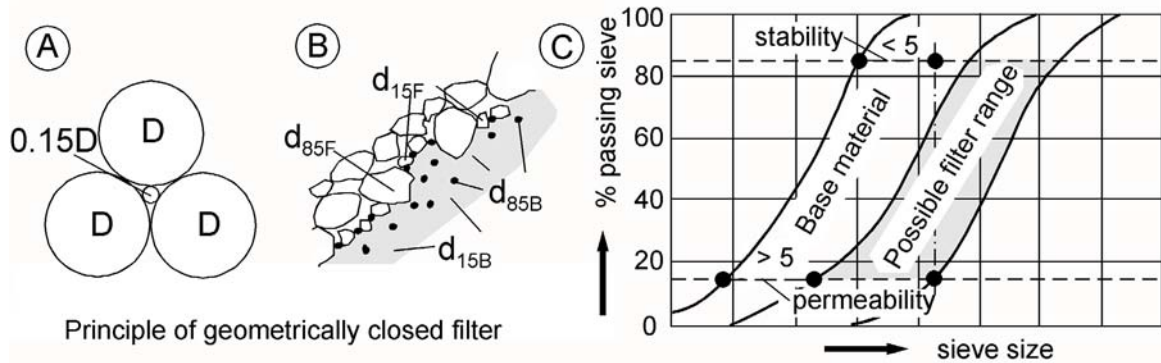 A
D
0.15D
D
D
Principle of geometrically closed filter
B
d15F
d85F
d85B
d15B
C
% passing sieve
100
80
60
40
20
0
stability
< 5
Base material
Possible filter range
> 5
permeability
sieve size